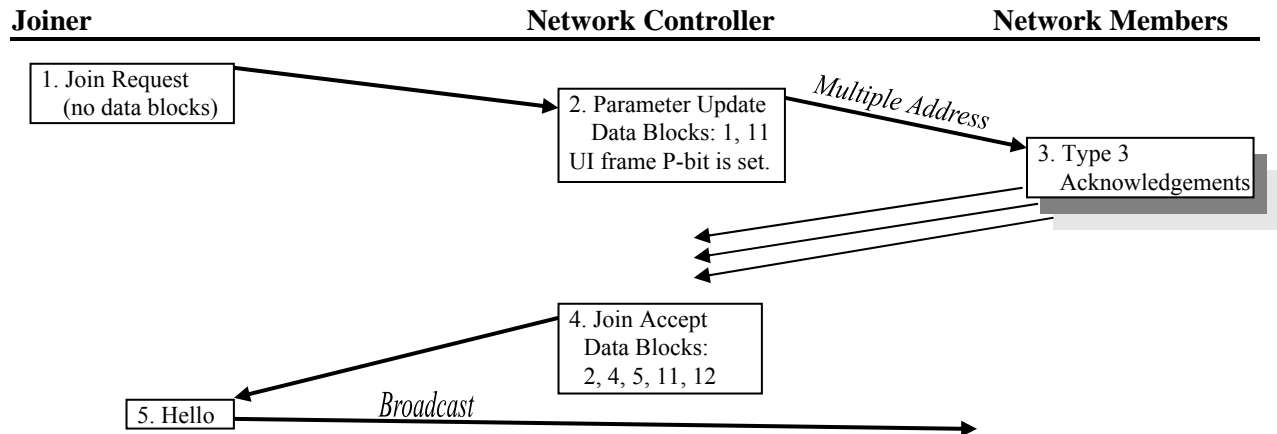 Joiner Network Controller Network Members
1. Join Request
(no data blocks)
2. Parameter Update
Data Blocks: 1, 11
UI frame P-bit is set.
Multiple Address
3. Type 3
Acknowledgements
4. Join Accept
Data Blocks:
2, 4, 5, 11, 12
5. Hello
Broadcast